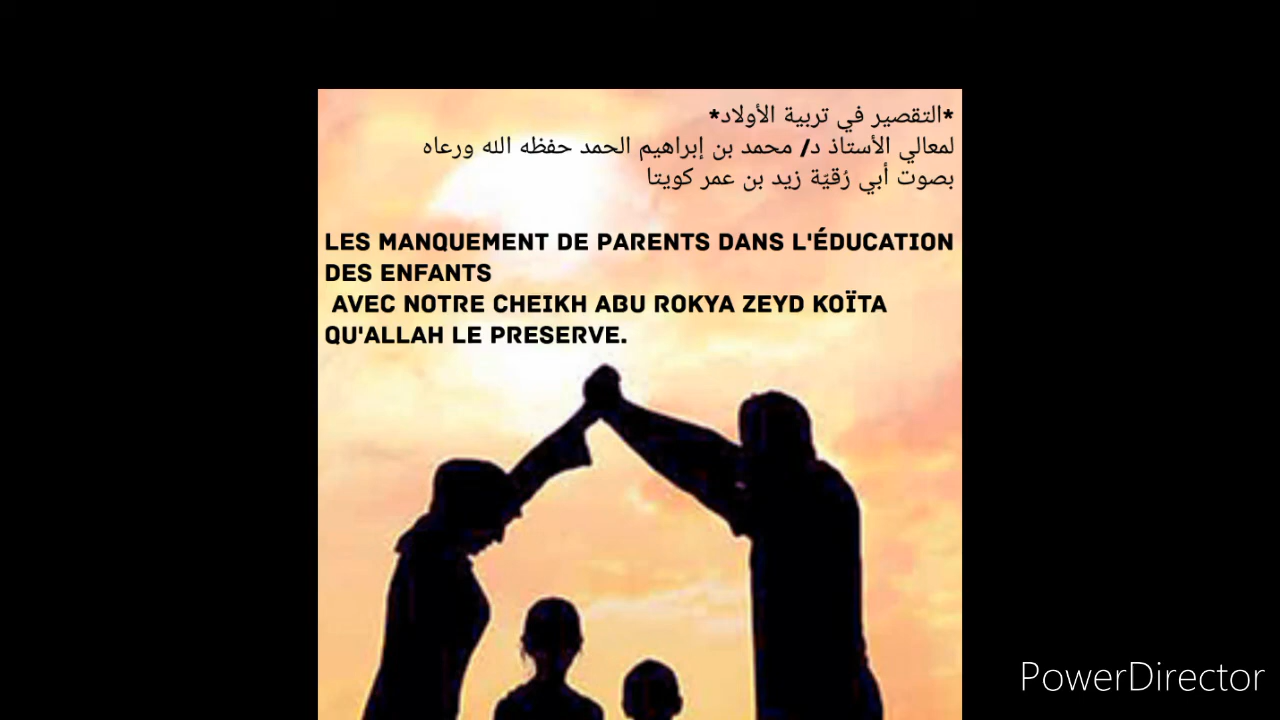 *التقصير في تربية الأولاد*
لمعالي الأستاذ د/ محمد بن إبراهيم الحمد حفظه الله ورعاه
بصوت أبي رُقيّة زيد بن عمر كويتا
LES MANQUEMENT DE PARENTS DANS L'ÉDUCATION
DES ENFANTS
AVEC NOTRE CHEIKH ABU ROKYA ZEYD KOÏTA
QU'ALLAH LE PRESERVE.
PowerDirector